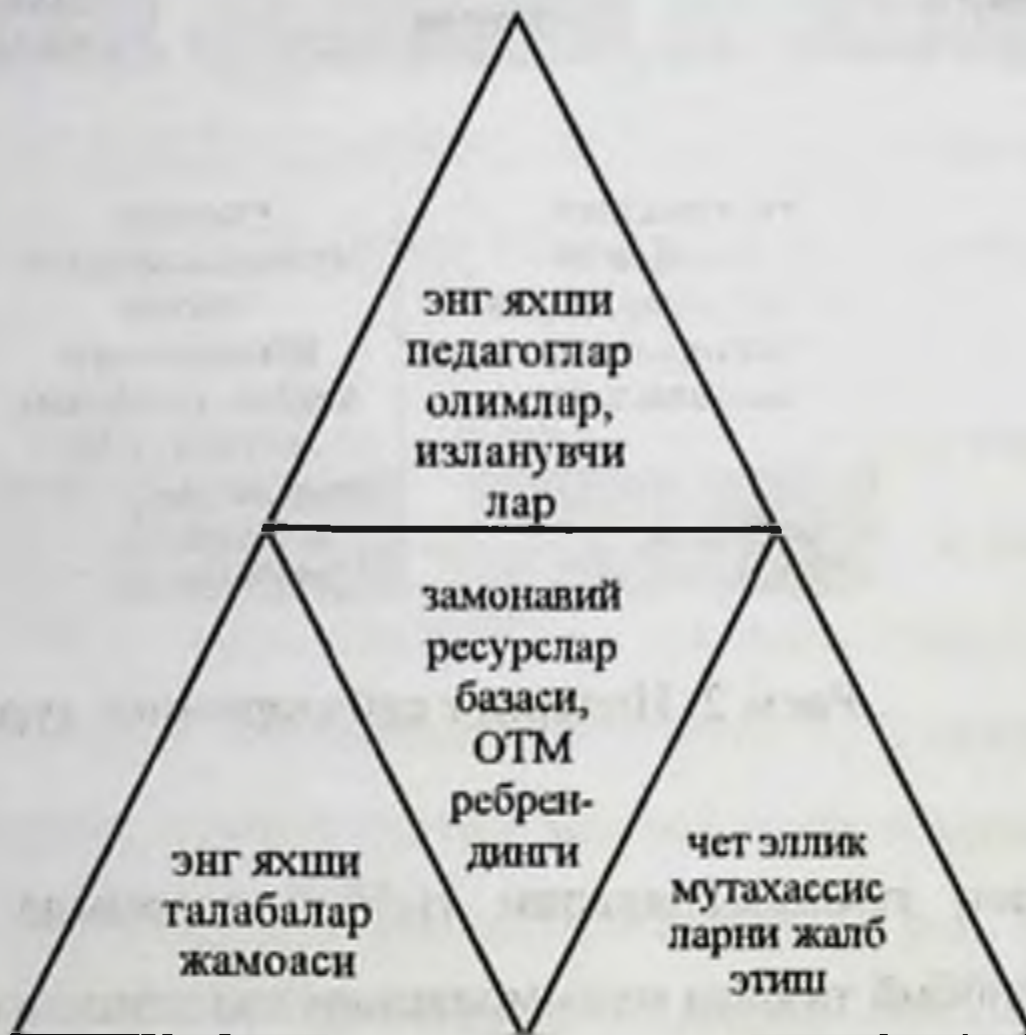 энг яхши
педагоглар
олимлар,
изланувчи
лар
замонавий
ресурслар
базаси,
ОТМ
ребрен-
динги
энг яхши
талабалар
жамоаси
чет эллик
мутахассис
ларни жалб
этиш